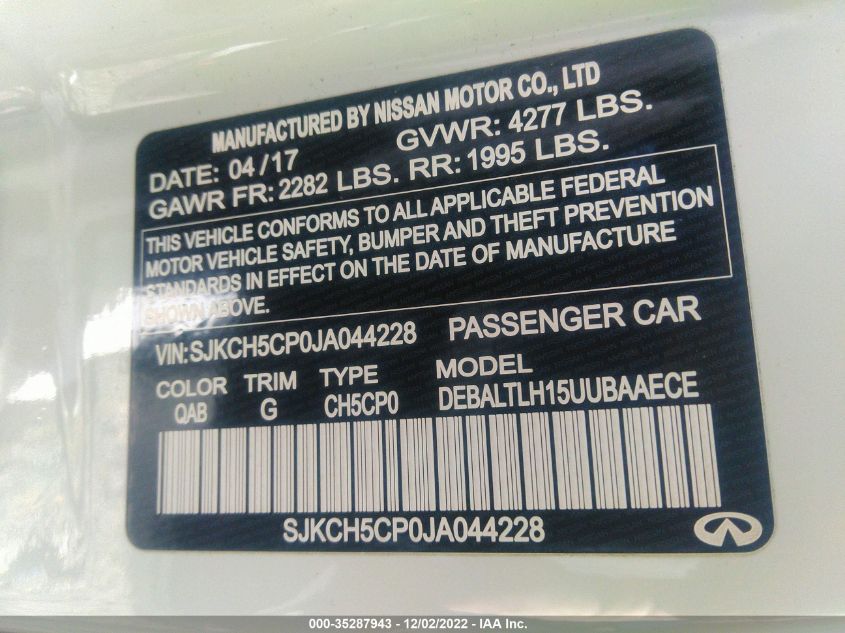 MANUFACTURED BY NISSAN MOTOR CO., LTD
DATE: 04/17 GVWR: 4277 LBS.
GAWR FR: 2282 LBS. RR: 1995 LBS.
THIS VEHICLE CONFORMS TO ALL APPLICABLE FEDERAL
MOTOR VEHICLE SAFETY, BUMPER AND THEFT PREVENTION
STANDARDS IN EFFECT ON THE DATE OF MANUFACTURE
SHOWN ABOVE.
VIN: SJKCH5CP0JA044228 PASSENGER CAR
COLOR TRIM TYPE MODEL
QAB G CH5CP0 DEBALTLH15UUBAAECE
SJKCH5CP0JA044228
000-35287943 - 12/02/2022 - IAA Inc.